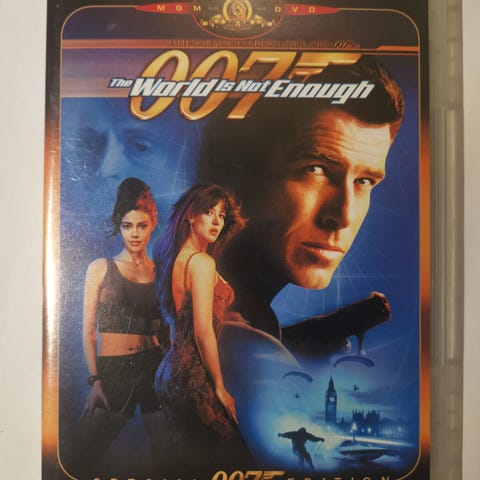 MGM DVD
007
The World Is Not Enough
SPECIAL 007 EDITION